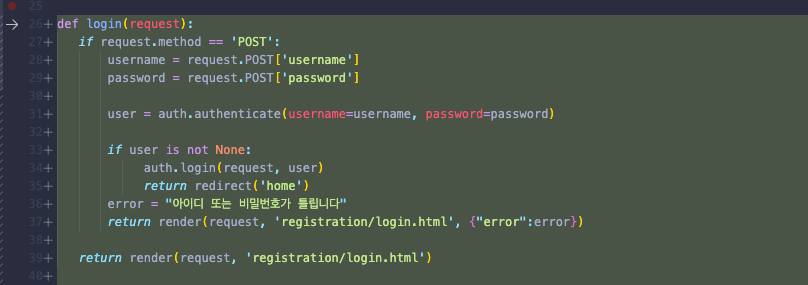 25
26+ def login(request):
27+ if request.method == 'POST':
28+ username = request.POST['username']
29+ password = request.POST['password']
30+
31+ user = auth.authenticate(username=username, password=password)
32+
33+ if user is not None:
34+ auth.login(request, user)
35+ return redirect('home')
36+ error = "아이디 또는 비밀번호가 틀립니다"
37+ return render(request, 'registration/login.html', {"error":error})
38+
39+ return render(request, 'registration/login.html')
40+